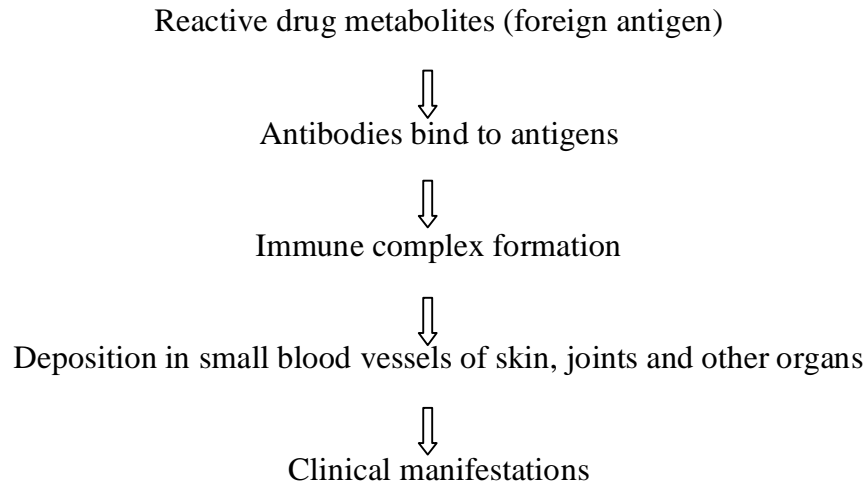 Reactive drug metabolites (foreign antigen)
Antibodies bind to antigens
Immune complex formation
Deposition in small blood vessels of skin, joints and other organs
Clinical manifestations